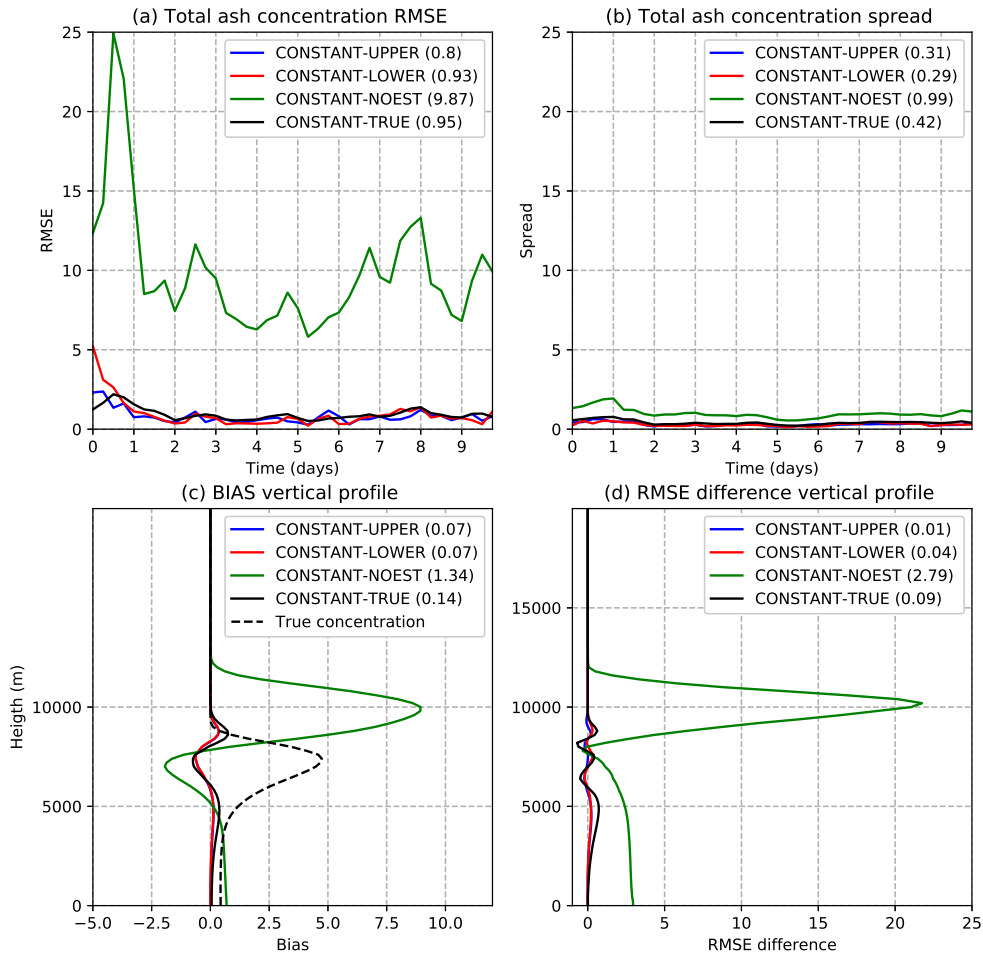 (a) Total ash concentration RMSE
25
20
15
10
5
0
RMSE
CONSTANT-UPPER (0.8)
CONSTANT-LOWER (0.93)
CONSTANT-NOEST (9.87)
CONSTANT-TRUE (0.95)
0 1 2 3 4 5 6 7 8 9
Time (days)
(b) Total ash concentration spread
25
20
15
10
5
0
Spread
CONSTANT-UPPER (0.31)
CONSTANT-LOWER (0.29)
CONSTANT-NOEST (0.99)
CONSTANT-TRUE (0.42)
0 1 2 3 4 5 6 7 8 9
Time (days)
(c) BIAS vertical profile
10000
5000
0
Heigth (m)
CONSTANT-UPPER (0.07)
CONSTANT-LOWER (0.07)
CONSTANT-NOEST (1.34)
CONSTANT-TRUE (0.14)
True concentration
−5.0 −2.5 0.0 2.5 5.0 7.5 10.0
Bias
(d) RMSE difference vertical profile
15000
10000
5000
0
CONSTANT-UPPER (0.01)
CONSTANT-LOWER (0.04)
CONSTANT-NOEST (2.79)
CONSTANT-TRUE (0.09)
0 5 10 15 20 25
RMSE difference